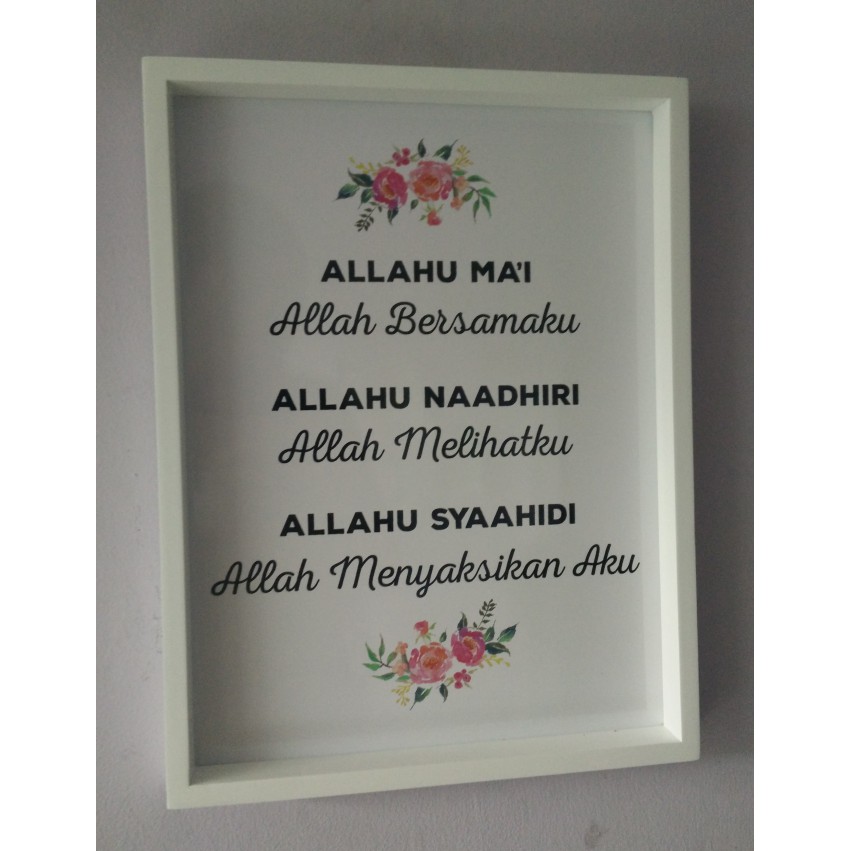 ALLAHU MA'I
Allah Bersamaku
ALLAHU NAADHIRI
Allah Melihatku
ALLAHU SYAAHIDI
Allah Menyaksikan Aku